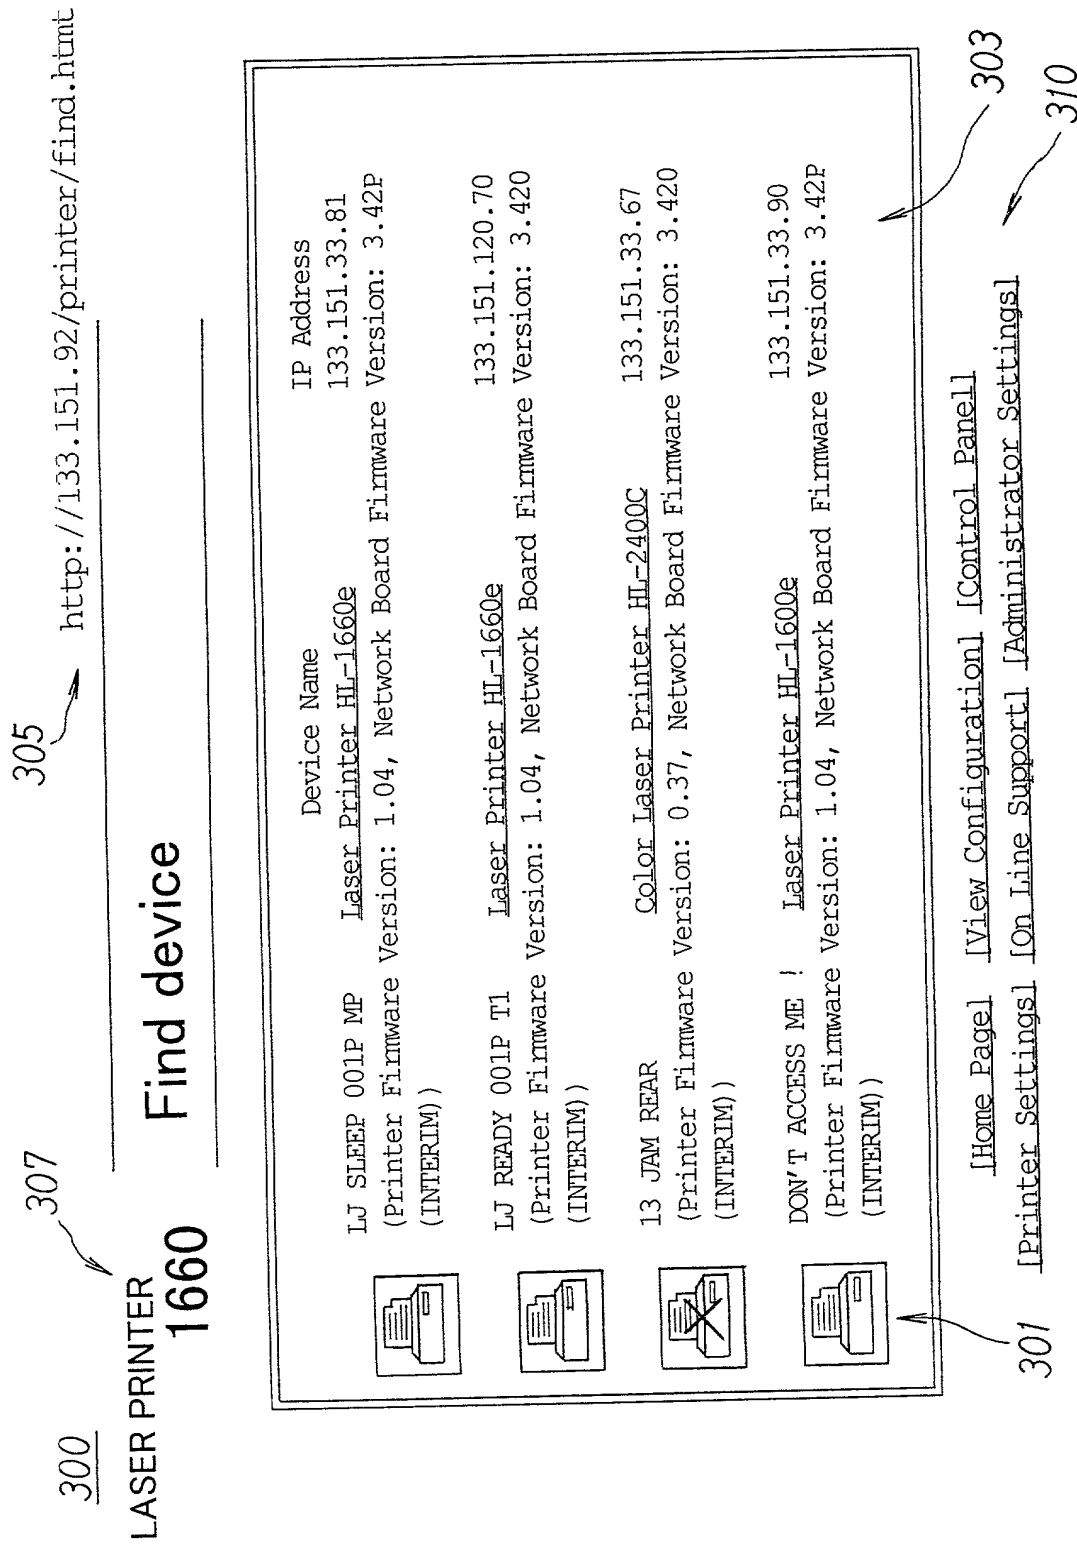 300
305
http://133.151.92/printer/find.htmt
307
LASER PRINTER
1660
Find device
Device Name IP Address
LJ SLEEP 001P MP Laser Printer HL-1660e 133.151.33.81
(Printer Firmware Version: 1.04, Network Board Firmware Version: 3.42P
(INTERIM))
LJ READY 001P T1 Laser Printer HL-1660e 133.151.120.70
(Printer Firmware Version: 1.04, Network Board Firmware Version: 3.420
(INTERIM))
13 JAM REAR Color Laser Printer HL-2400C 133.151.33.67
(Printer Firmware Version: 0.37, Network Board Firmware Version: 3.420
(INTERIM))
DON'T ACCESS ME ! Laser Printer HL-1600e 133.151.33.90
(Printer Firmware Version: 1.04, Network Board Firmware Version: 3.42P
(INTERIM))
303
301
[Home Page] [View Configuration] [Control Panel]
[Printer Settings] [On Line Support] [Administrator Settings]
310